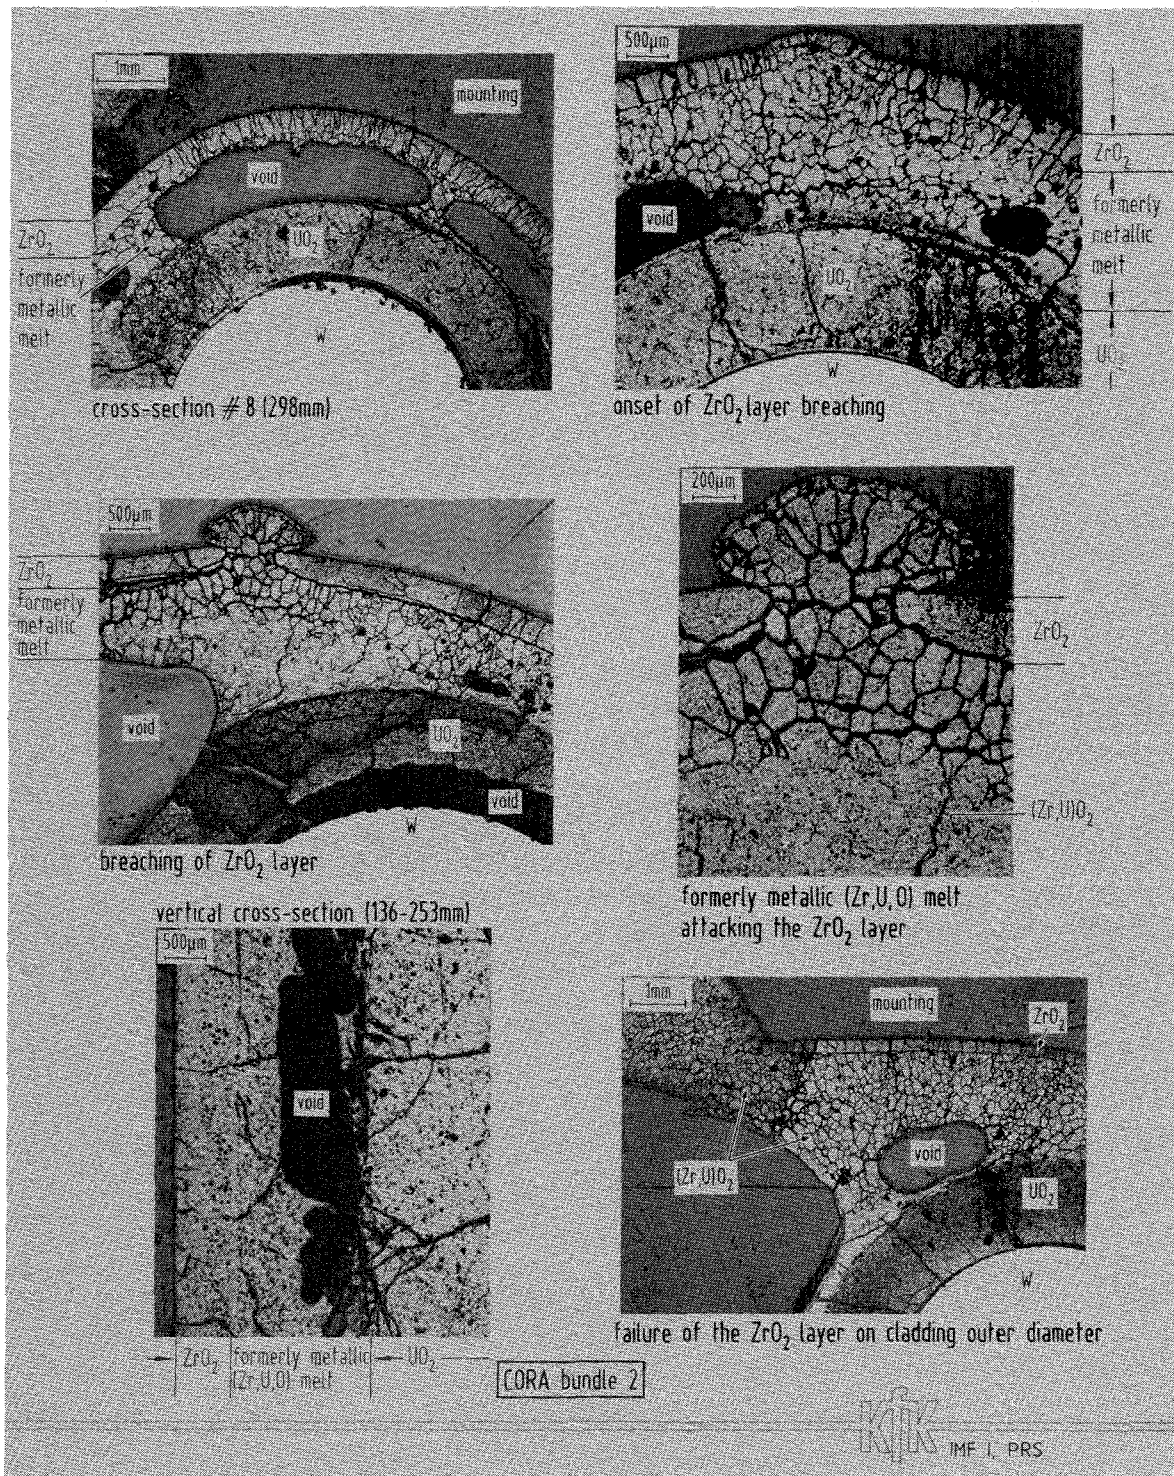 1mm
mounting
void
UO₂
ZrO₂
formerly
metallic
melt
W
cross-section # 8 (298mm)
500µm
void
UO₂
W
ZrO₂
formerly
metallic
melt
UO₂
onset of ZrO₂ layer breaching
500µm
ZrO₂
formerly
metallic
melt
void
UO₂
void
W
breaching of ZrO₂ layer
200µm
ZrO₂
(Zr,U)O₂
formerly metallic (Zr,U,O) melt
attacking the ZrO₂ layer
vertical cross-section (136-253mm)
500µm
void
ZrO₂
formerly metallic
(Zr,U,O) melt
UO₂
1mm
mounting
ZrO₂
(Zr,U)O₂
void
UO₂
W
failure of the ZrO₂ layer on cladding outer diameter
CORA bundle 2
KfK
IMF I, PRS